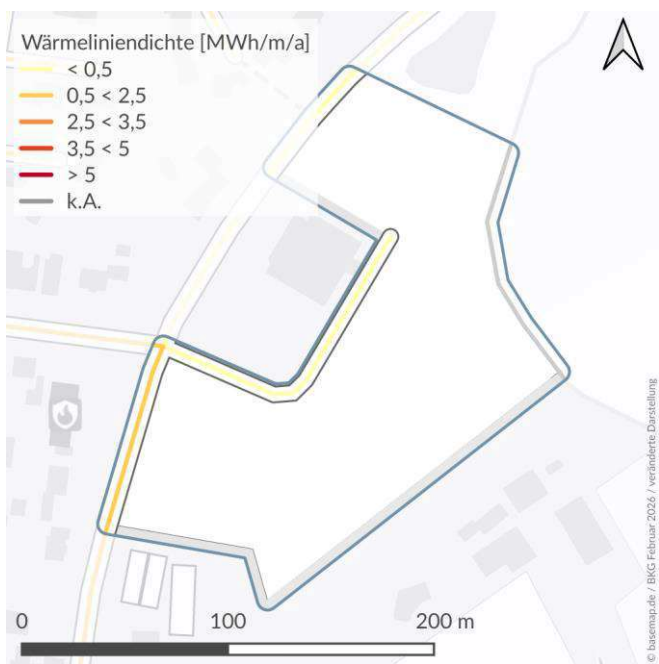 Wärmeliniendichte [MWh/m/a]
< 0,5
0,5 < 2,5
2,5 < 3,5
3,5 < 5
> 5
k.A.
0 100 200 m
© basemap.de / BKG Februar 2026 / veränderte Darstellung